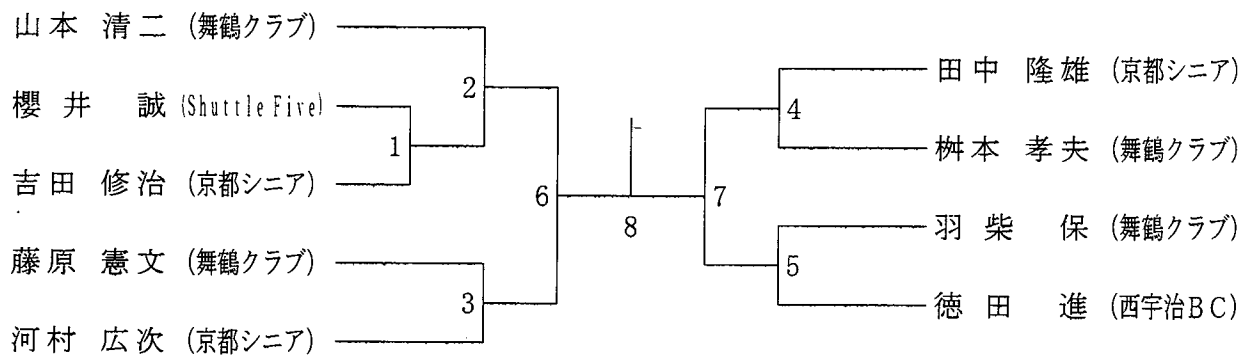 山本 清二 (舞鶴クラブ)
櫻井 誠 (Shuttle Five)
吉田 修治 (京都シニア)
藤原 憲文 (舞鶴クラブ)
河村 広次 (京都シニア)
2
1
6
3
8
7
4
5
田中 隆雄 (京都シニア)
桝本 孝夫 (舞鶴クラブ)
羽柴 保 (舞鶴クラブ)
徳田 進 (西宇治BC)